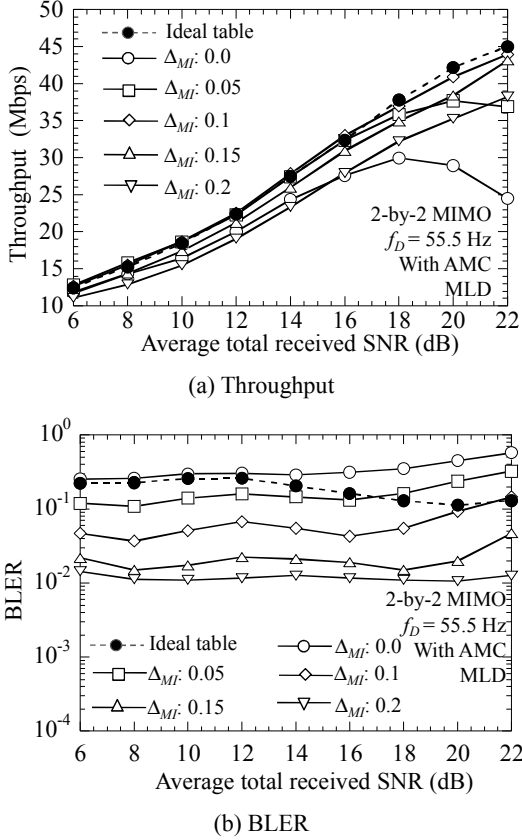 50
45
40
35
30
25
20
15
10
Throughput (Mbps)
Ideal table
Δ_MI: 0.0
Δ_MI: 0.05
Δ_MI: 0.1
Δ_MI: 0.15
Δ_MI: 0.2
2-by-2 MIMO
f_D = 55.5 Hz
With AMC
MLD
6 8 10 12 14 16 18 20 22
Average total received SNR (dB)
(a) Throughput
10^0
10^-1
10^-2
10^-3
10^-4
BLER
2-by-2 MIMO
f_D = 55.5 Hz
With AMC
MLD
Ideal table
Δ_MI: 0.0
Δ_MI: 0.05
Δ_MI: 0.1
Δ_MI: 0.15
Δ_MI: 0.2
6 8 10 12 14 16 18 20 22
Average total received SNR (dB)
(b) BLER